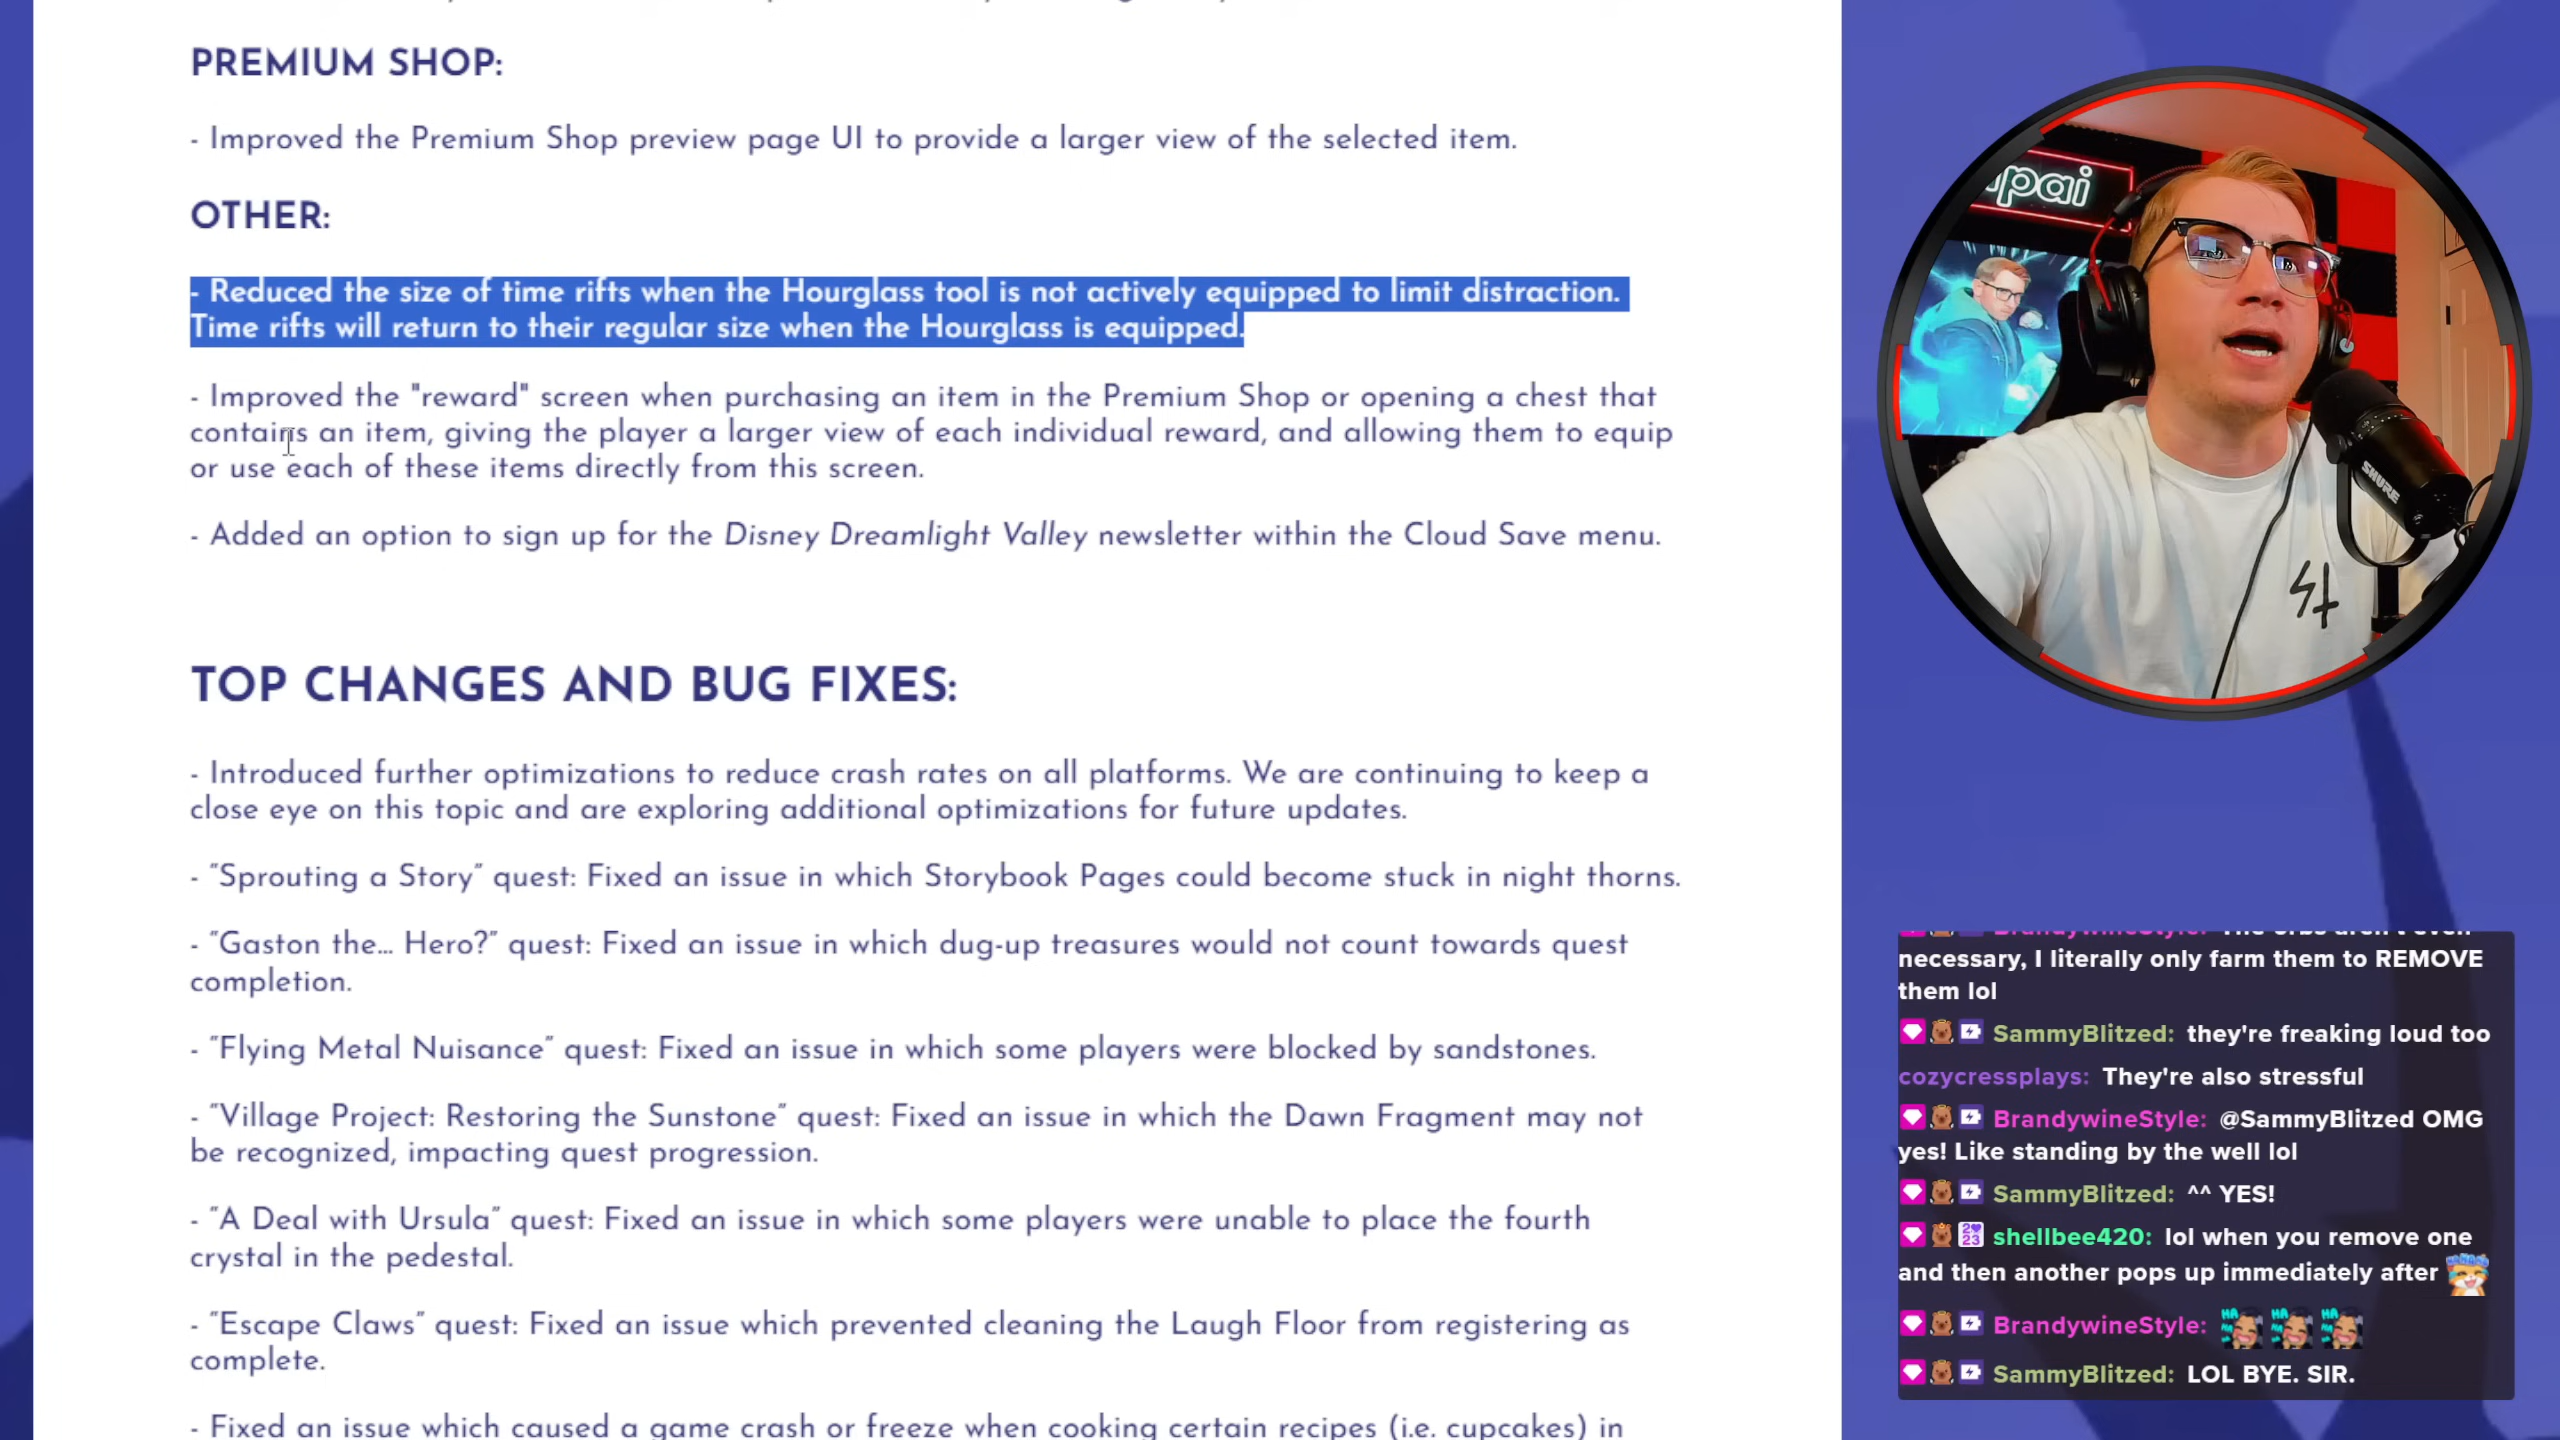 PREMIUM SHOP:
- Improved the Premium Shop preview page UI to provide a larger view of the selected item.
OTHER:
- Reduced the size of time rifts when the Hourglass tool is not actively equipped to limit distraction.
Time rifts will return to their regular size when the Hourglass is equipped.
- Improved the "reward" screen when purchasing an item in the Premium Shop or opening a chest that
contains an item, giving the player a larger view of each individual reward, and allowing them to equip
or use each of these items directly from this screen.
- Added an option to sign up for the Disney Dreamlight Valley newsletter within the Cloud Save menu.
TOP CHANGES AND BUG FIXES:
- Introduced further optimizations to reduce crash rates on all platforms. We are continuing to keep a
close eye on this topic and are exploring additional optimizations for future updates.
- “Sprouting a Story” quest: Fixed an issue in which Storybook Pages could become stuck in night thorns.
- “Gaston the... Hero?” quest: Fixed an issue in which dug-up treasures would not count towards quest
completion.
- “Flying Metal Nuisance” quest: Fixed an issue in which some players were blocked by sandstones.
- “Village Project: Restoring the Sunstone” quest: Fixed an issue in which the Dawn Fragment may not
be recognized, impacting quest progression.
- “A Deal with Ursula” quest: Fixed an issue in which some players were unable to place the fourth
crystal in the pedestal.
- “Escape Claws” quest: Fixed an issue which prevented cleaning the Laugh Floor from registering as
complete.
- Fixed an issue which caused a game crash or freeze when cooking certain recipes (i.e. cupcakes) in
pai
SHURE
BrandywineStyle: The orbs aren't even
necessary, I literally only farm them to REMOVE
them lol
SammyBlitzed: they're freaking loud too
cozycressplays: They're also stressful
BrandywineStyle: @SammyBlitzed OMG
yes! Like standing by the well lol
SammyBlitzed: ^^ YES!
shellbee420: lol when you remove one
and then another pops up immediately after
BrandywineStyle:
SammyBlitzed: LOL BYE. SIR.